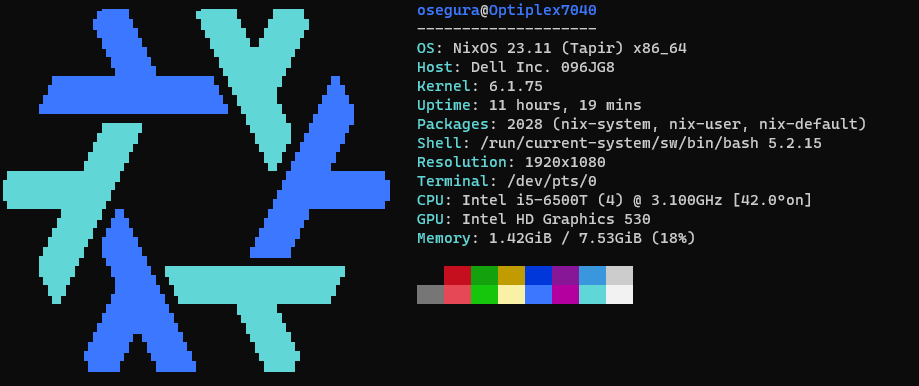 osegura@Optiplex7040
--------------------
OS: NixOS 23.11 (Tapir) x86_64
Host: Dell Inc. 096JG8
Kernel: 6.1.75
Uptime: 11 hours, 19 mins
Packages: 2028 (nix-system, nix-user, nix-default)
Shell: /run/current-system/sw/bin/bash 5.2.15
Resolution: 1920x1080
Terminal: /dev/pts/0
CPU: Intel i5-6500T (4) @ 3.100GHz [42.0°on]
GPU: Intel HD Graphics 530
Memory: 1.42GiB / 7.53GiB (18%)